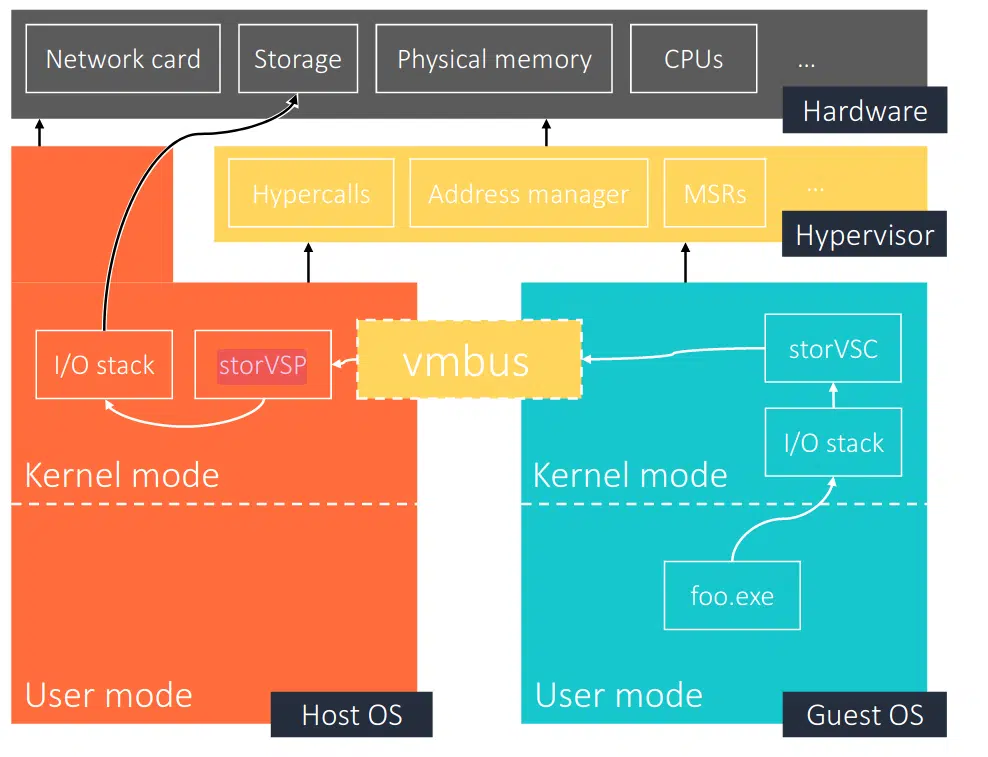 Network card
Storage
Physical memory
CPUs
...
Hardware
Hypercalls
Address manager
MSRs
...
Hypervisor
I/O stack
storVSP
vmbus
storVSC
I/O stack
Kernel mode
Kernel mode
foo.exe
User mode
User mode
Host OS
Guest OS